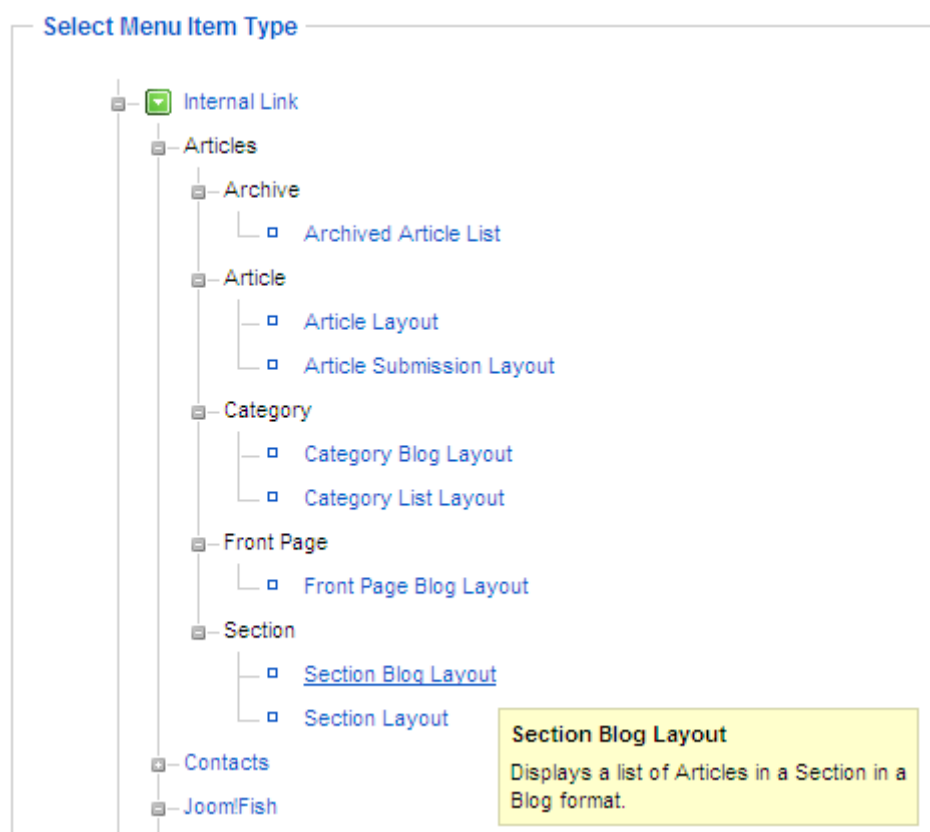 Select Menu Item Type
Internal Link
Articles
Archive
Archived Article List
Article
Article Layout
Article Submission Layout
Category
Category Blog Layout
Category List Layout
Front Page
Front Page Blog Layout
Section
Section Blog Layout
Section Layout
Section Blog Layout
Displays a list of Articles in a Section in a
Blog format.
Contacts
Joom!Fish